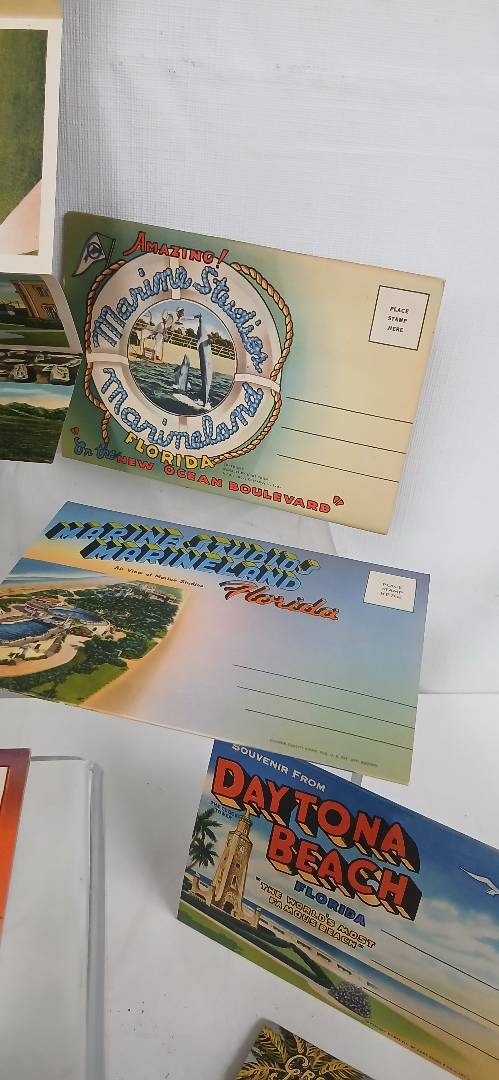 AMAZING!
Marine Studios
Marineland
FLORIDA
"On the NEW OCEAN BOULEVARD"
PLACE
STAMP
HERE
MARINE STUDIOS
MARINELAND
Florida
Air View of Marine Studios
PLACE
STAMP
HERE
SOUVENIR FROM
DAYTONA
BEACH
FLORIDA
"THE WORLD'S MOST
FAMOUS BEACH"